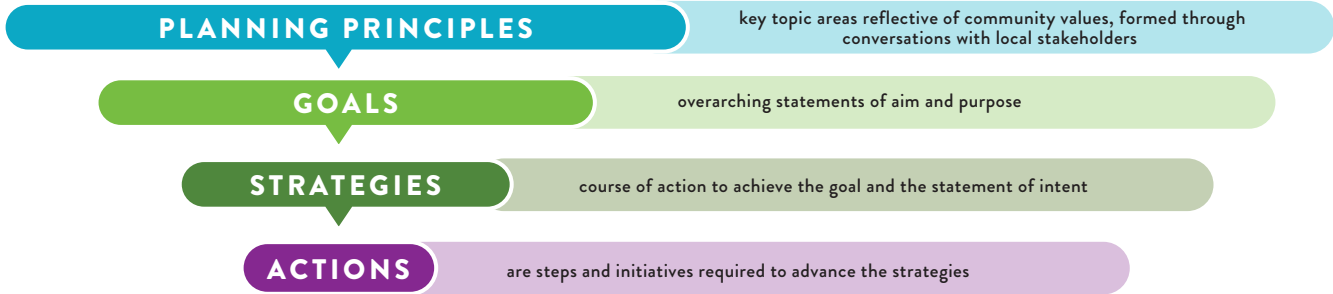 PLANNING PRINCIPLES
key topic areas reflective of community values, formed through
conversations with local stakeholders
GOALS
overarching statements of aim and purpose
STRATEGIES
course of action to achieve the goal and the statement of intent
ACTIONS
are steps and initiatives required to advance the strategies